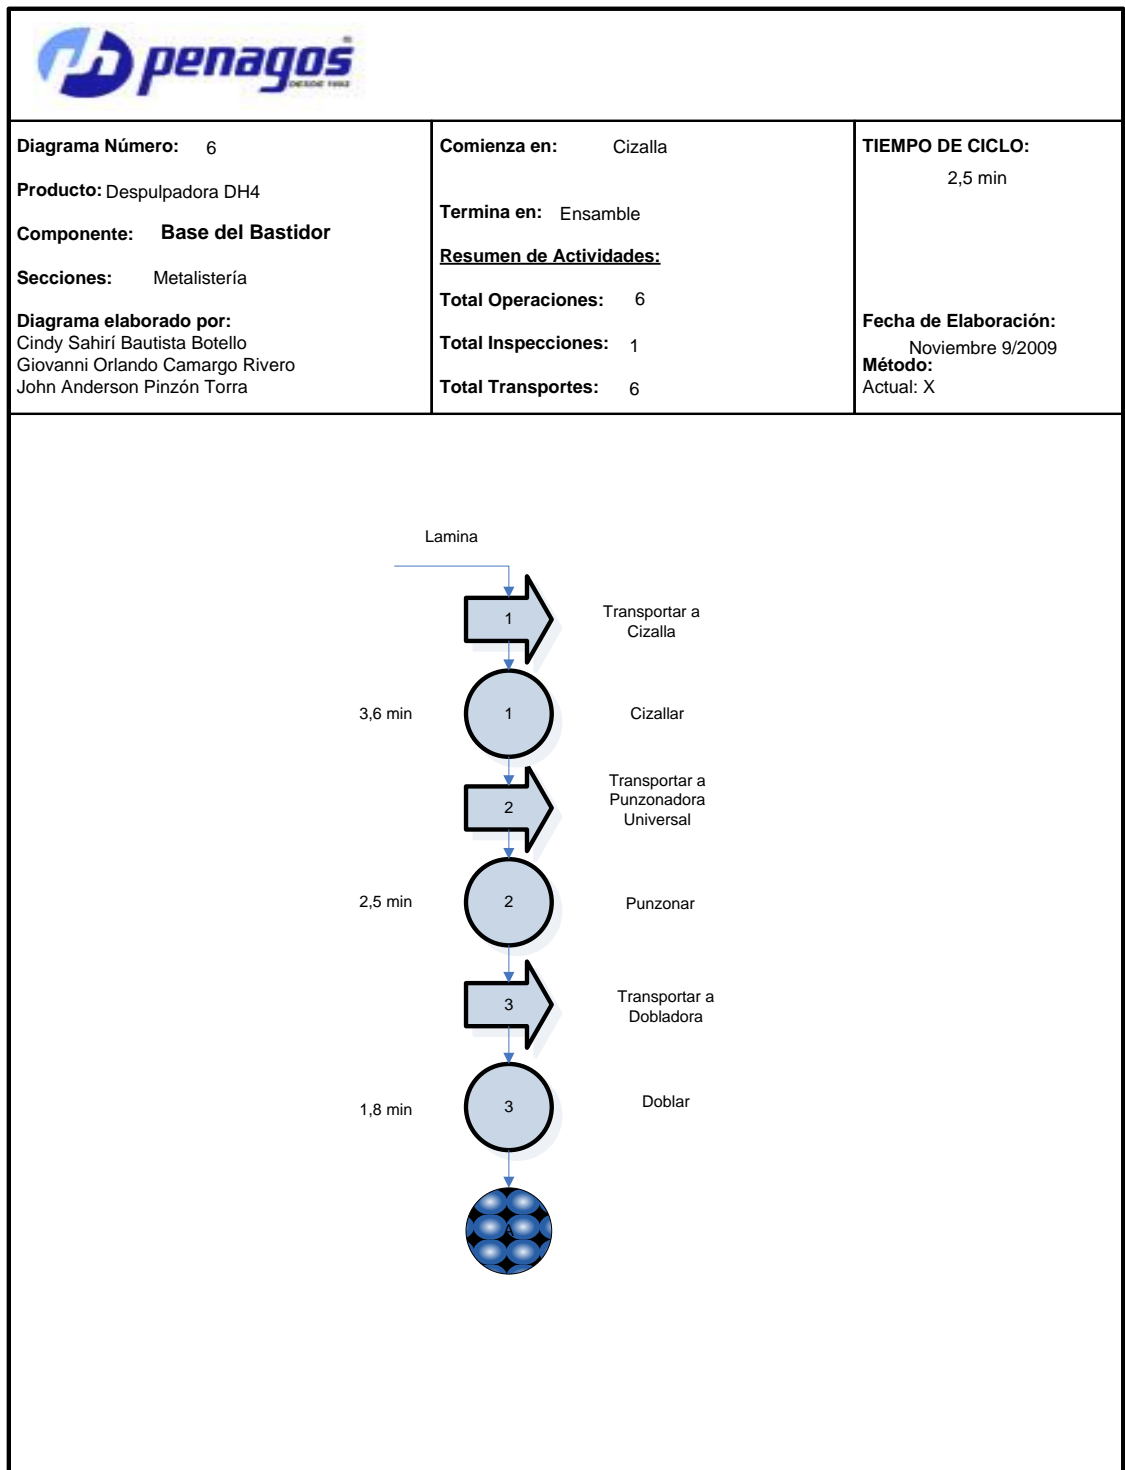 penagos
DESDE 1892
Diagrama Número: 6
Producto: Despulpadora DH4
Componente: Base del Bastidor
Secciones: Metalistería
Diagrama elaborado por:
Cindy Sahirí Bautista Botello
Giovanni Orlando Camargo Rivero
John Anderson Pinzón Torra
Comienza en: Cizalla
Termina en: Ensamble
Resumen de Actividades:
Total Operaciones: 6
Total Inspecciones: 1
Total Transportes: 6
TIEMPO DE CICLO:
2,5 min
Fecha de Elaboración:
Noviembre 9/2009
Método:
Actual: X
Lamina
1
Transportar a
Cizalla
3,6 min
1
Cizallar
2
Transportar a
Punzonadora
Universal
2,5 min
2
Punzonar
3
Transportar a
Dobladora
1,8 min
3
Doblar
A